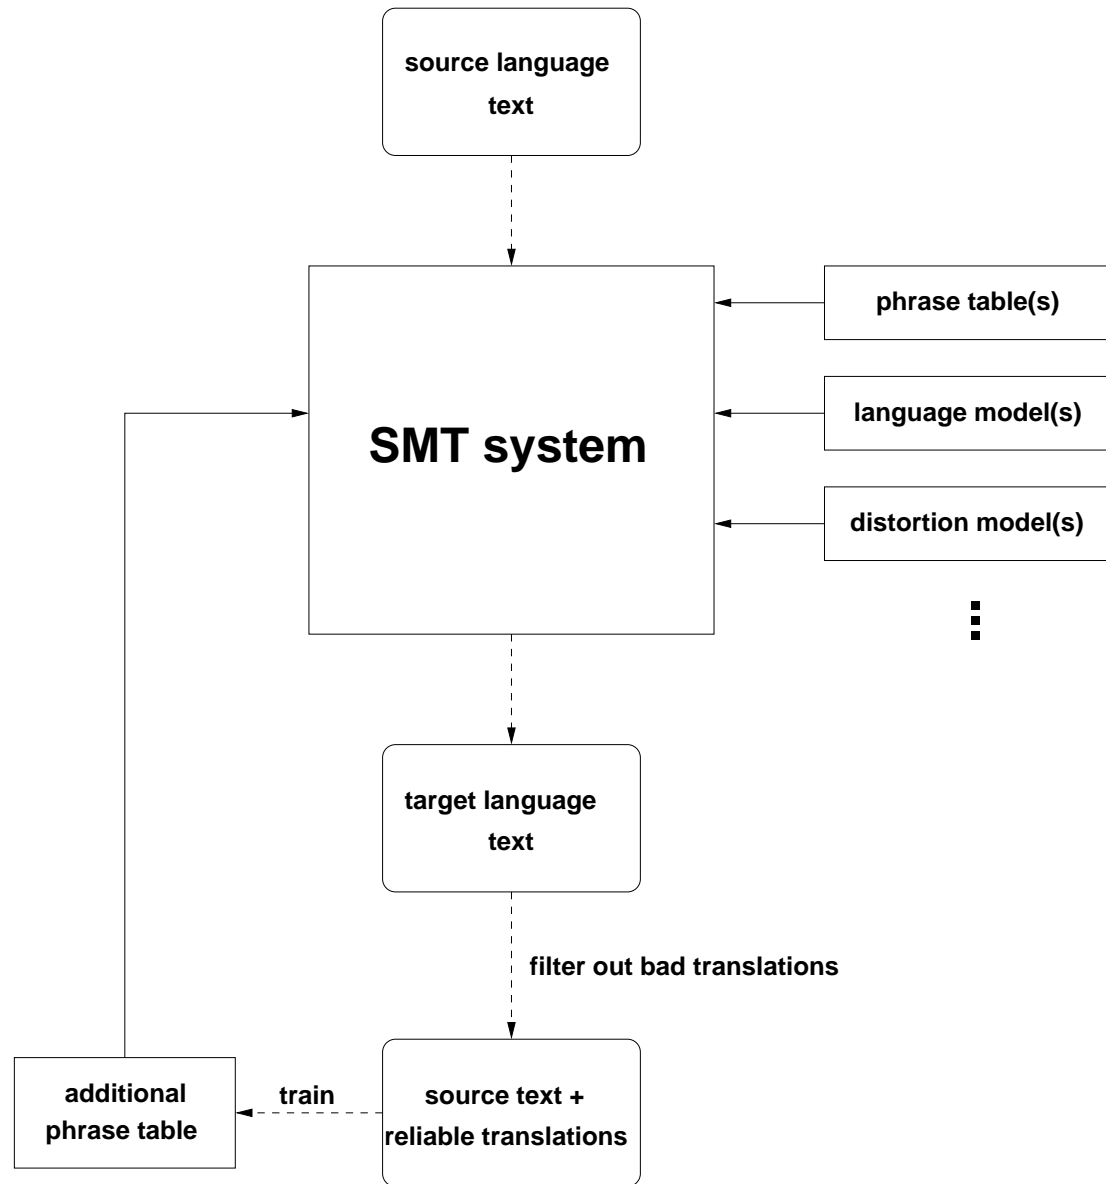 source language
text
phrase table(s)
language model(s)
SMT system
distortion model(s)
target language
text
filter out bad translations
additional
phrase table
train
source text +
reliable translations